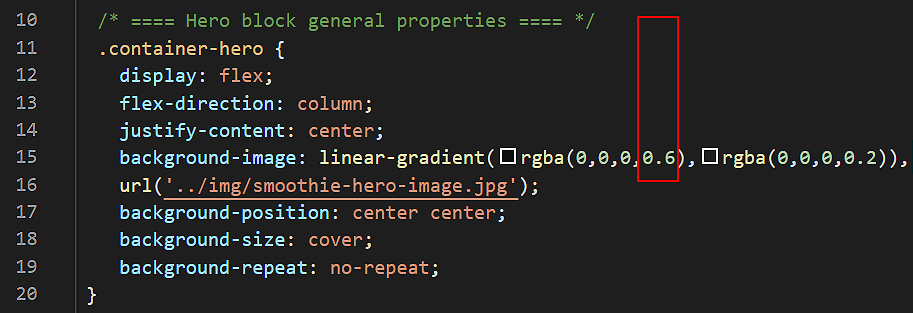 10 /* ==== Hero block general properties ==== */
11 .container-hero {
12 display: flex;
13 flex-direction: column;
14 justify-content: center;
15 background-image: linear-gradient(rgba(0,0,0,0.6),rgba(0,0,0,0.2)),
16 url('../img/smoothie-hero-image.jpg');
17 background-position: center center;
18 background-size: cover;
19 background-repeat: no-repeat;
20 }